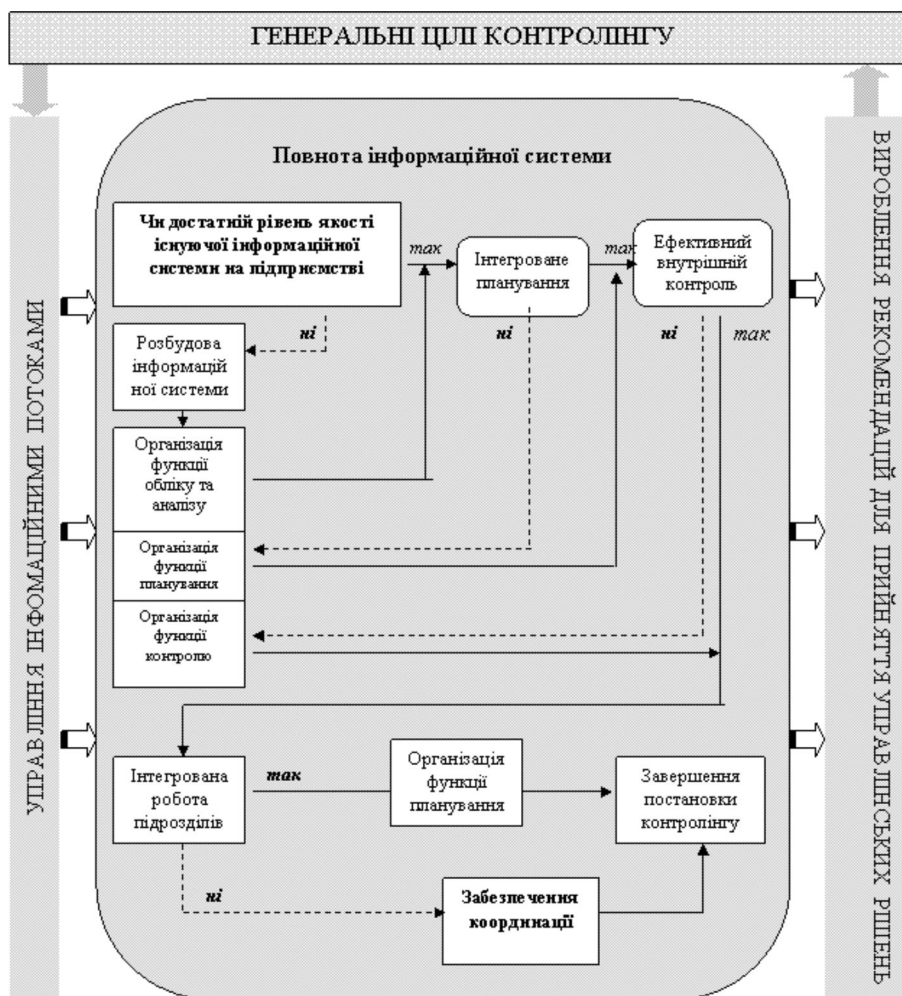 ГЕНЕРАЛЬНІ ЦІЛІ КОНТРОЛІНГУ
УПРАВЛІННЯ ІНФОМАЦІЙНИМИ ПОТОКАМИ
Повнота інформаційної системи
Чи достатній рівень якості
існуючої інформаційної
системи на підприємстві
так
Інтегроване
планування
так
Ефективний
внутрішній
контроль
ні
ні
ні
так
Розбудова
інформацій
ної системи
Організація
функції
обліку та
аналізу
Організація
функції
планування
Організація
функції
контролю
Інтегрована
робота
підрозділів
так
Організація
функції
планування
Завершення
постановки
контролінгу
ні
Забезпечення
координації
ВИРОБЛЕННЯ РЕКОМЕНДАЦІЙ ДЛЯ ПРИЙНЯТТЯ УПРАВЛІНСЬКИХ РІШЕНЬ